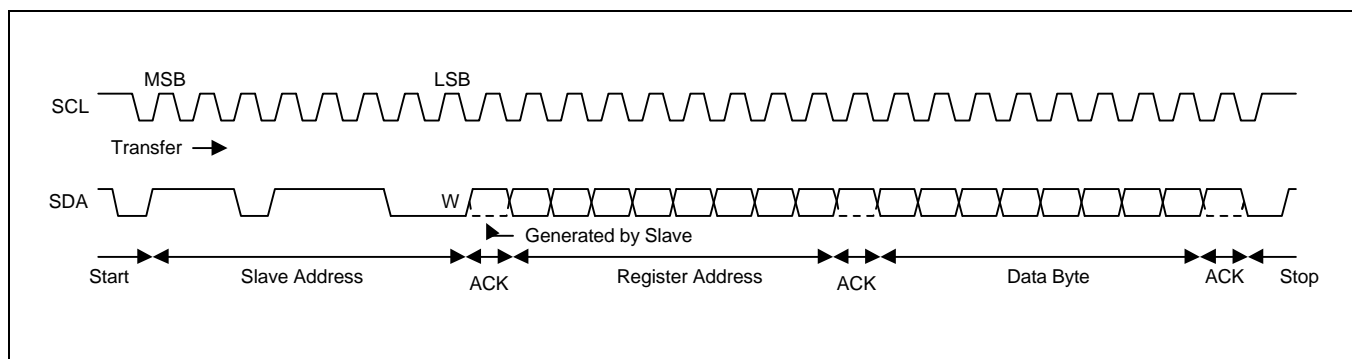 MSB
LSB
SCL
Transfer
SDA
W
Generated by Slave
Start
Slave Address
ACK
Register Address
ACK
Data Byte
ACK
Stop